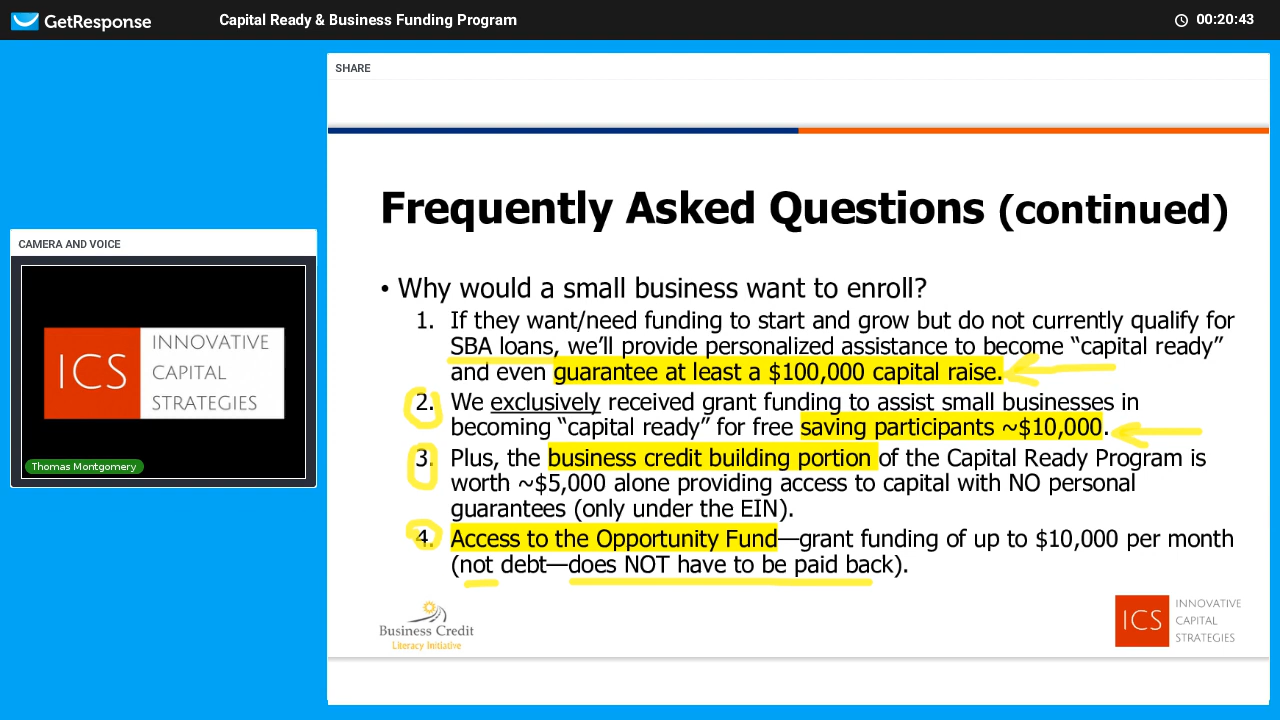 GetResponse
Capital Ready & Business Funding Program
00:20:43
SHARE
CAMERA AND VOICE
ICS
INNOVATIVE
CAPITAL
STRATEGIES
Thomas Montgomery
Frequently Asked Questions (continued)
• Why would a small business want to enroll?
1. If they want/need funding to start and grow but do not currently qualify for
SBA loans, we’ll provide personalized assistance to become “capital ready”
and even guarantee at least a $100,000 capital raise.
2. We exclusively received grant funding to assist small businesses in
becoming “capital ready” for free saving participants ~$10,000.
3. Plus, the business credit building portion of the Capital Ready Program is
worth ~$5,000 alone providing access to capital with NO personal
guarantees (only under the EIN).
4. Access to the Opportunity Fund—grant funding of up to $10,000 per month
(not debt—does NOT have to be paid back).
Business Credit
Literacy Initiative
ICS
INNOVATIVE
CAPITAL
STRATEGIES